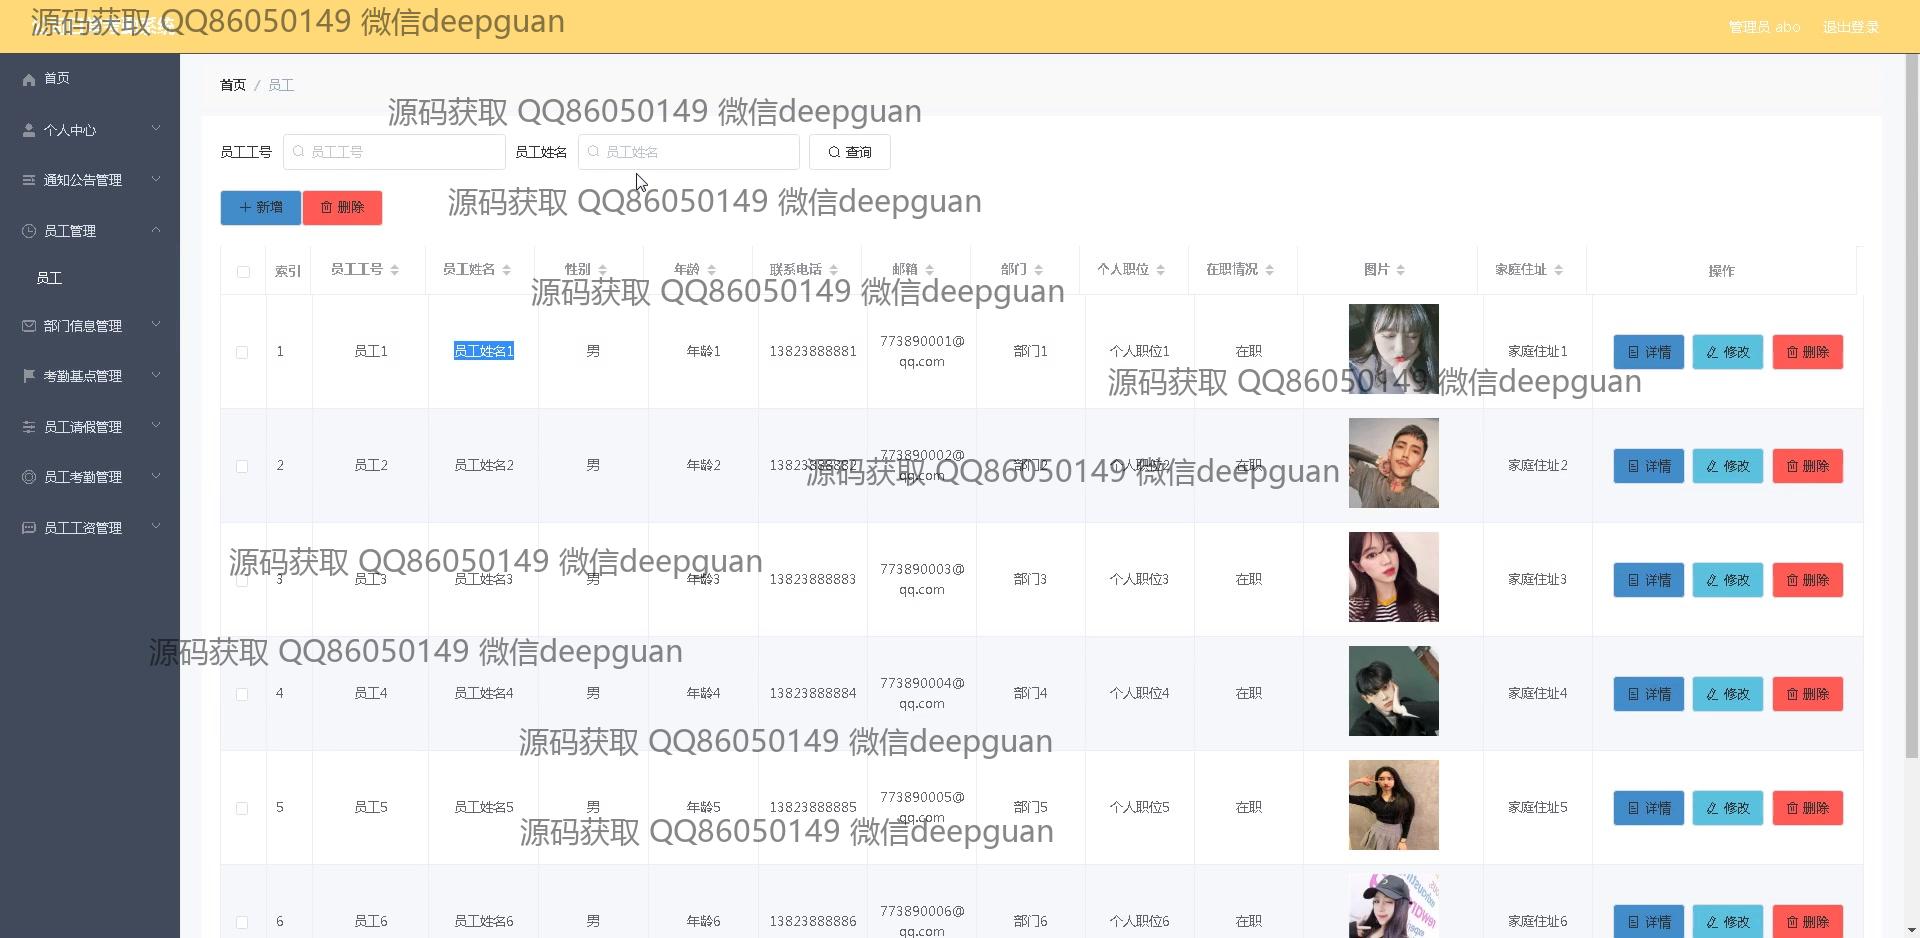 源码获取 QQ86050149 微信deepguan
管理员 abo 退出登录
首页
个人中心
通知公告管理
员工管理
员工
部门信息管理
考勤基点管理
员工请假管理
员工考勤管理
员工工资管理
首页 / 员工
源码获取 QQ86050149 微信deepguan
员工工号 员工工号 员工姓名 员工姓名 查询
源码获取 QQ86050149 微信deepguan
新增 删除
索引 员工工号 员工姓名 性别 年龄 联系电话 邮箱 部门 个人职位 在职情况 图片 家庭住址 操作
源码获取 QQ86050149 微信deepguan
1 员工1 员工姓名1 男 年龄1 13823888881 773890001@qq.com 部门1 个人职位1 在职 家庭住址1 详情 修改 删除
源码获取 QQ86050149 微信deepguan
2 员工2 员工姓名2 男 年龄2 13823888882 773890002@qq.com 部门2 个人职位2 在职 家庭住址2 详情 修改 删除
源码获取 QQ86050149 微信deepguan
源码获取 QQ86050149 微信deepguan
3 员工3 员工姓名3 男 年龄3 13823888883 773890003@qq.com 部门3 个人职位3 在职 家庭住址3 详情 修改 删除
源码获取 QQ86050149 微信deepguan
4 员工4 员工姓名4 男 年龄4 13823888884 773890004@qq.com 部门4 个人职位4 在职 家庭住址4 详情 修改 删除
源码获取 QQ86050149 微信deepguan
5 员工5 员工姓名5 男 年龄5 13823888885 773890005@qq.com 部门5 个人职位5 在职 家庭住址5 详情 修改 删除
源码获取 QQ86050149 微信deepguan
6 员工6 员工姓名6 男 年龄6 13823888886 773890006@qq.com 部门6 个人职位6 在职 家庭住址6 详情 修改 删除